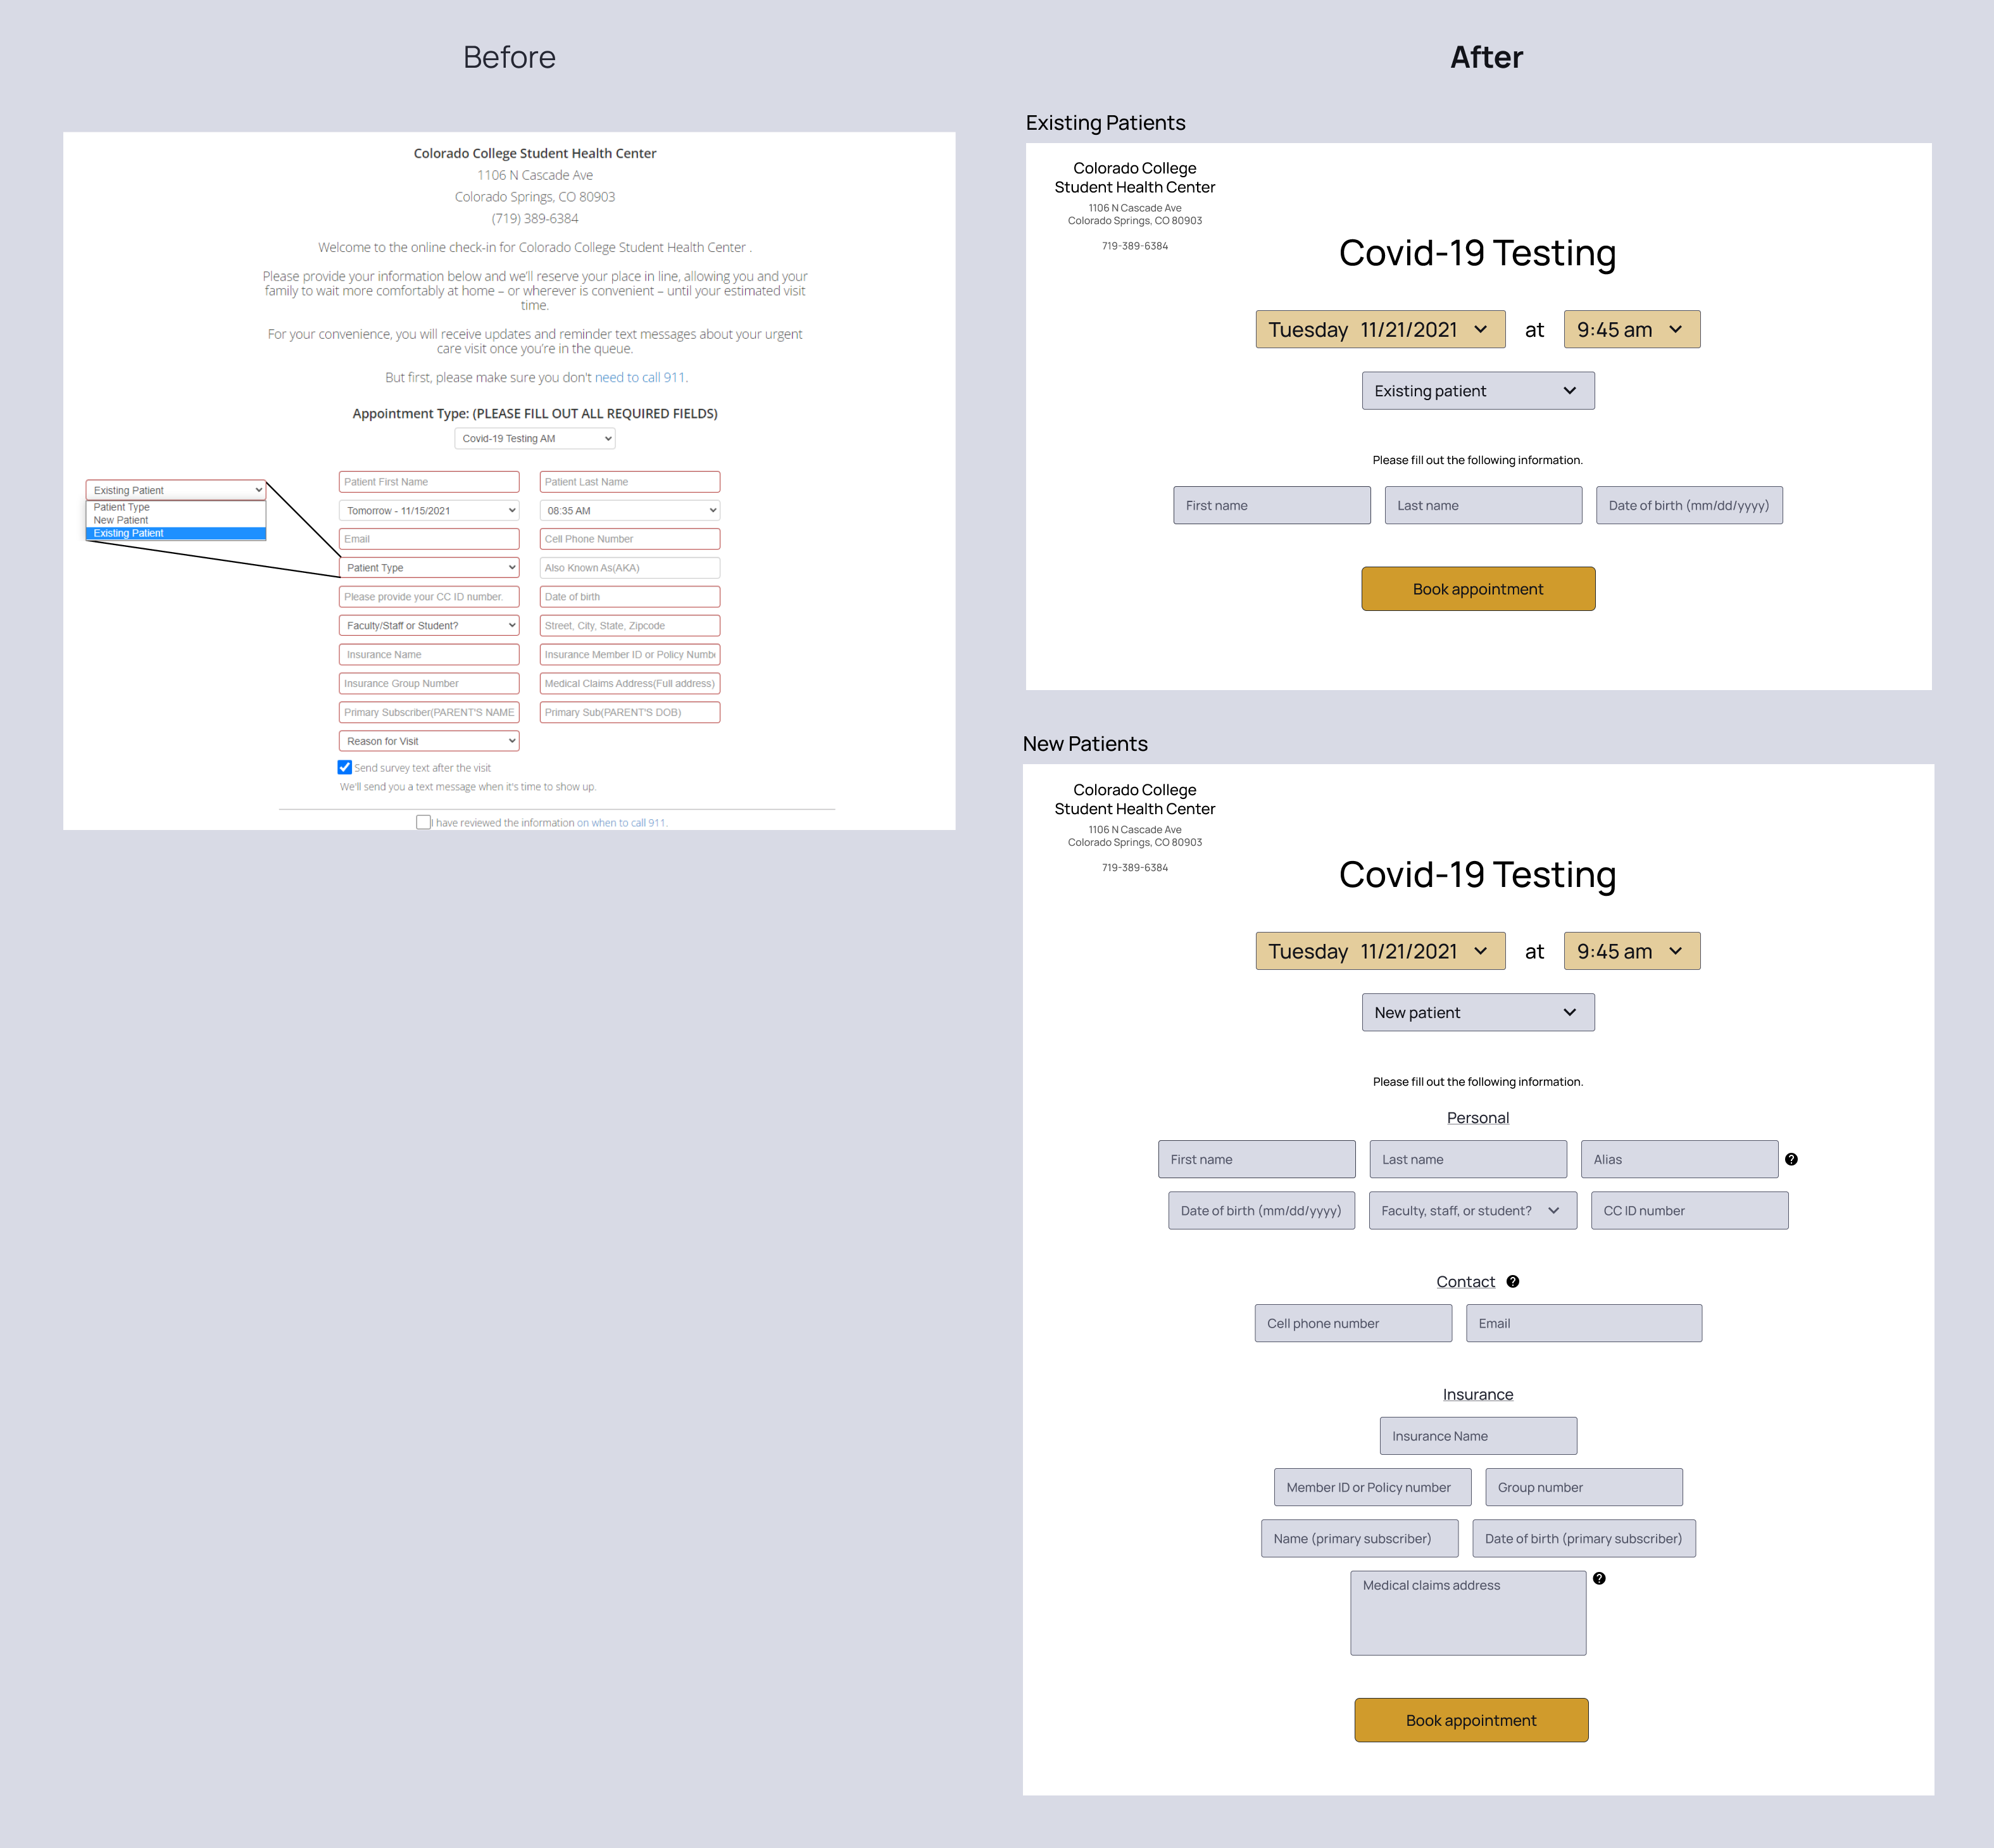 Before
Colorado College Student Health Center
1106 N Cascade Ave
Colorado Springs, CO 80903
(719) 389-6384
Welcome to the online check-in for Colorado College Student Health Center .
Please provide your information below and we'll reserve your place in line, allowing you and your
family to wait more comfortably at home – or wherever is convenient – until your estimated visit
time.
For your convenience, you will receive updates and reminder text messages about your urgent
care visit once you're in the queue.
But first, please make sure you don't need to call 911.
Appointment Type: (PLEASE FILL OUT ALL REQUIRED FIELDS)
Covid-19 Testing AM
Existing Patient
Patient Type
New Patient
Existing Patient
Patient First Name
Patient Last Name
Tomorrow - 11/15/2021
08:35 AM
Email
Cell Phone Number
Patient Type
Also Known As(AKA)
Please provide your CC ID number.
Date of birth
Faculty/Staff or Student?
Street, City, State, Zipcode
Insurance Name
Insurance Member ID or Policy Numbe
Insurance Group Number
Medical Claims Address(Full address)
Primary Subscriber(PARENT'S NAME
Primary Sub(PARENT'S DOB)
Reason for Visit
Send survey text after the visit
We'll send you a text message when it's time to show up.
I have reviewed the information on when to call 911.
After
Existing Patients
Colorado College
Student Health Center
1106 N Cascade Ave
Colorado Springs, CO 80903
719-389-6384
Covid-19 Testing
Tuesday 11/21/2021 at 9:45 am
Existing patient
Please fill out the following information.
First name
Last name
Date of birth (mm/dd/yyyy)
Book appointment
New Patients
Colorado College
Student Health Center
1106 N Cascade Ave
Colorado Springs, CO 80903
719-389-6384
Covid-19 Testing
Tuesday 11/21/2021 at 9:45 am
New patient
Please fill out the following information.
Personal
First name
Last name
Alias
?
Date of birth (mm/dd/yyyy)
Faculty, staff, or student?
CC ID number
Contact ?
Cell phone number
Email
Insurance
Insurance Name
Member ID or Policy number
Group number
Name (primary subscriber)
Date of birth (primary subscriber)
Medical claims address
?
Book appointment